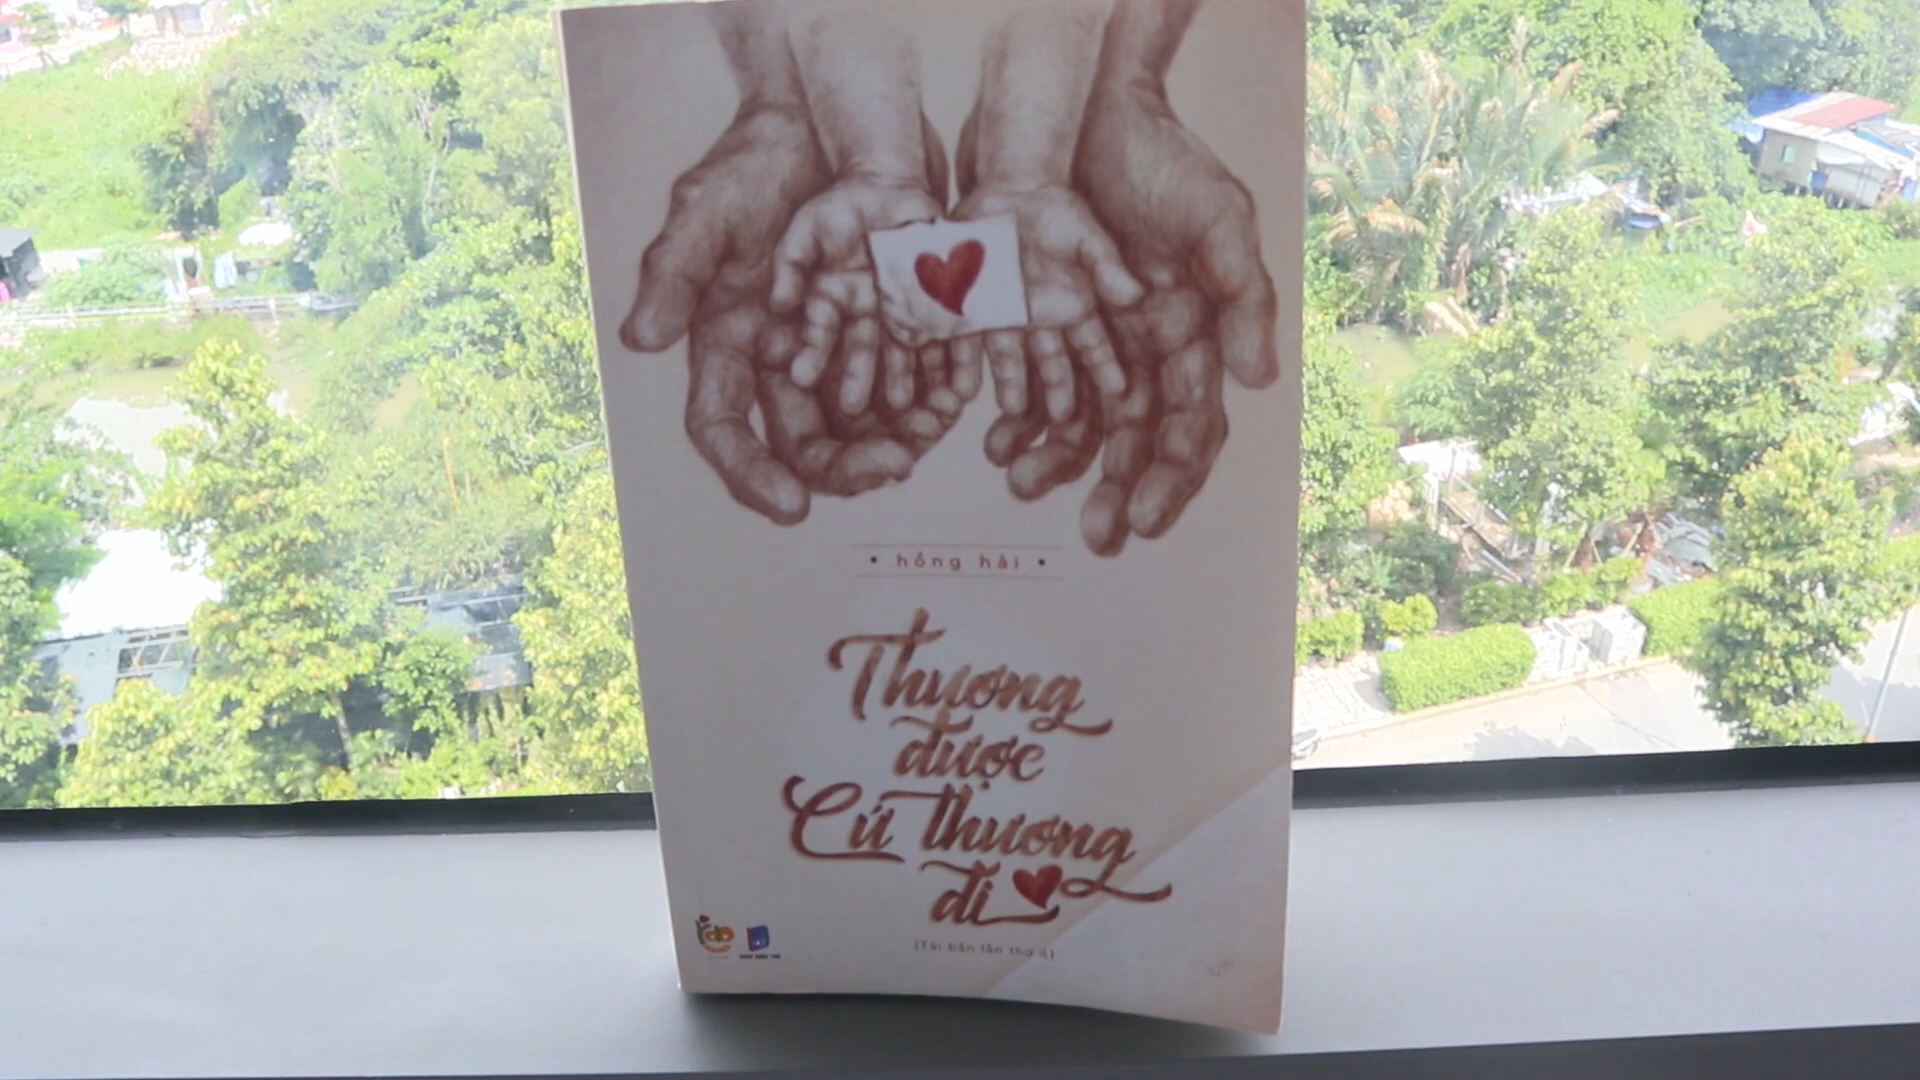 • hồng hải •
Thương
được
Cứ thương
đi
(Tái bản lần thứ 4)